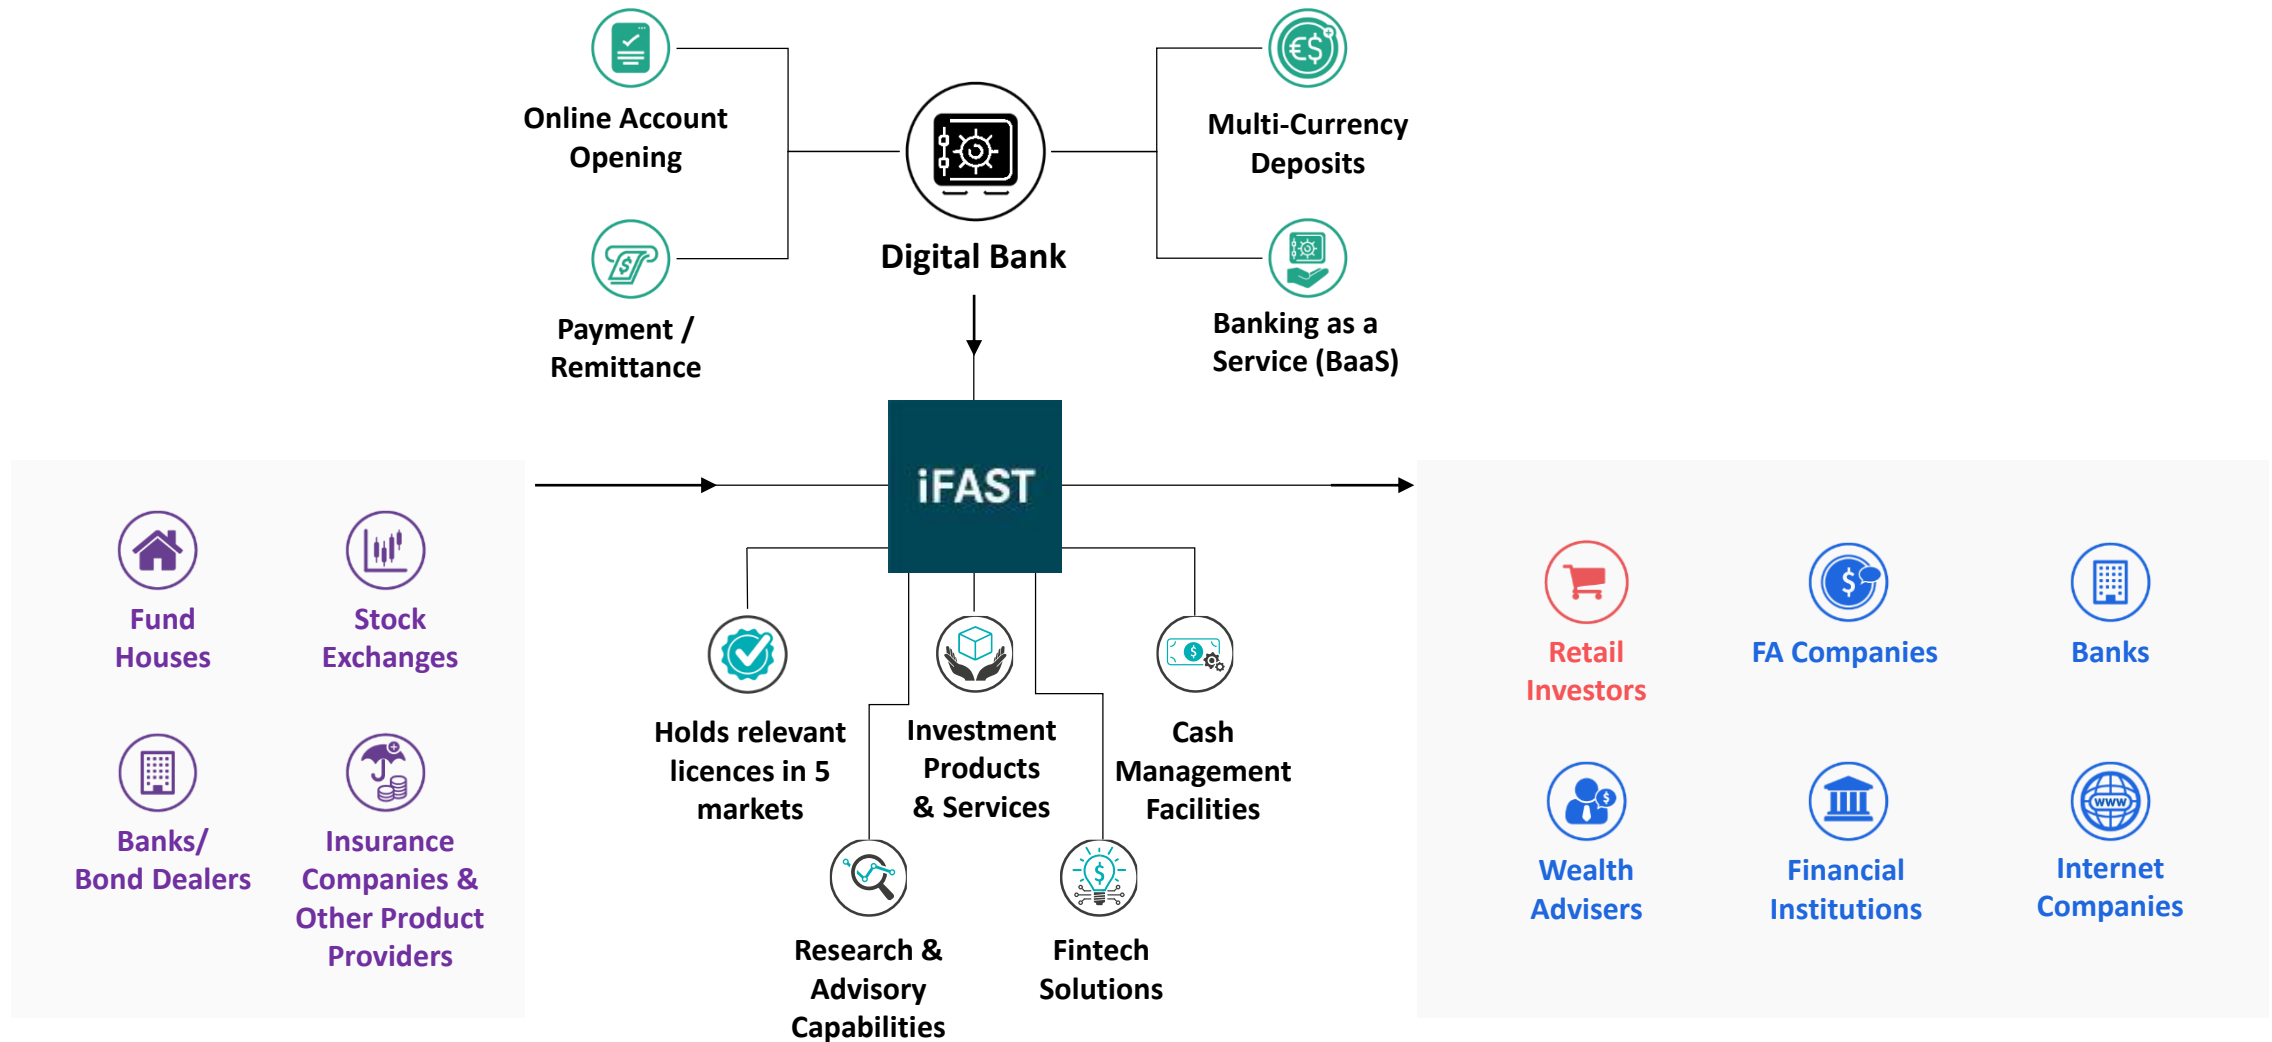 Online Account
Opening
Multi-Currency
Deposits
Digital Bank
Payment /
Remittance
Banking as a
Service (BaaS)
iFAST
Fund
Houses
Stock
Exchanges
Banks/
Bond Dealers
Insurance
Companies &
Other Product
Providers
Holds relevant
licences in 5
markets
Investment
Products
& Services
Cash
Management
Facilities
Research &
Advisory
Capabilities
Fintech
Solutions
Retail
Investors
FA Companies
Banks
Wealth
Advisers
Financial
Institutions
www
Internet
Companies